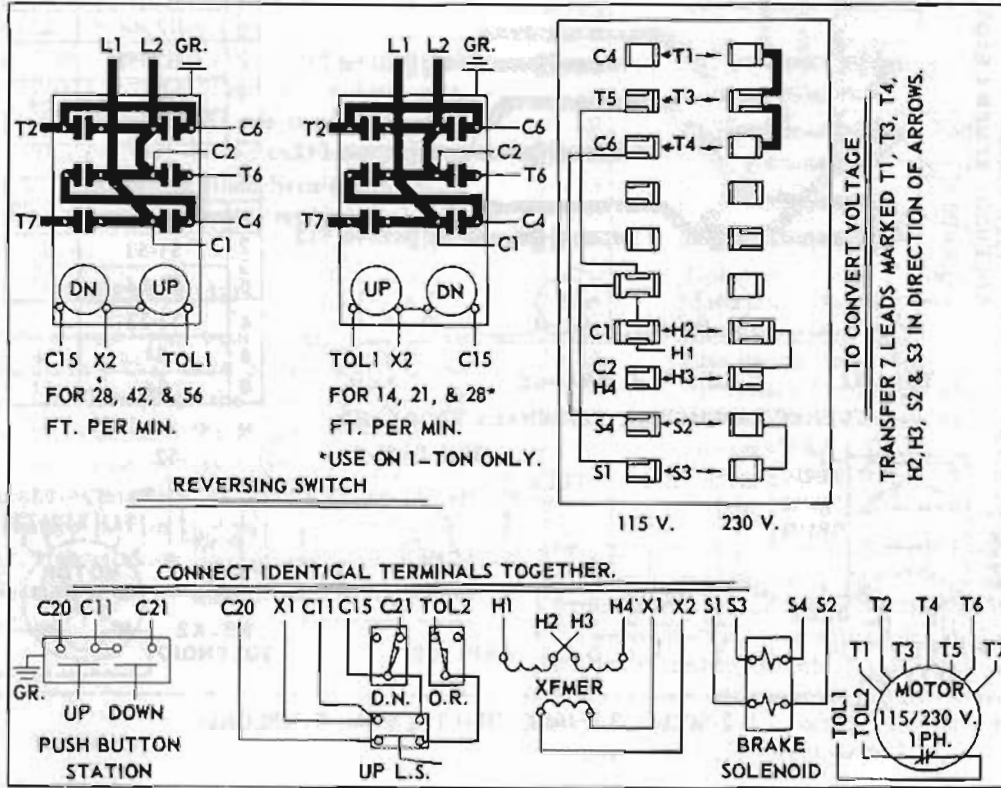 L1 L2 GR.
T2
C6
C2
T6
T7
C4
C1
DN UP
C15 X2 TOL1
*
FOR 28, 42, & 56
FT. PER MIN.
L1 L2 GR.
T2
C6
C2
T6
T7
C4
C1
UP DN
TOL1 X2 C15
FOR 14, 21, & 28*
FT. PER MIN.
*USE ON 1-TON ONLY.
REVERSING SWITCH
C4 T1
T5 T3
C6 T4
C1 H2
H1
C2 H3
H4
S4 S2
S1 S3
115 V. 230 V.
TO CONVERT VOLTAGE
TRANSFER 7 LEADS MARKED T1, T3, T4,
H2, H3, S2 & S3 IN DIRECTION OF ARROWS.
CONNECT IDENTICAL TERMINALS TOGETHER.
C20 C11 C21
GR.
UP DOWN
PUSH BUTTON
STATION
C20 X1 C11 C15 C21 TOL2
D.N. O.R.
UP L.S.
H1 H4 X1 X2
H2 H3
XFMER
S1 S3 S4 S2
BRAKE
SOLENOID
T2 T4 T6
T1 T3 T5 T7
TOL1
TOL2
MOTOR
115/230 V.
1PH.